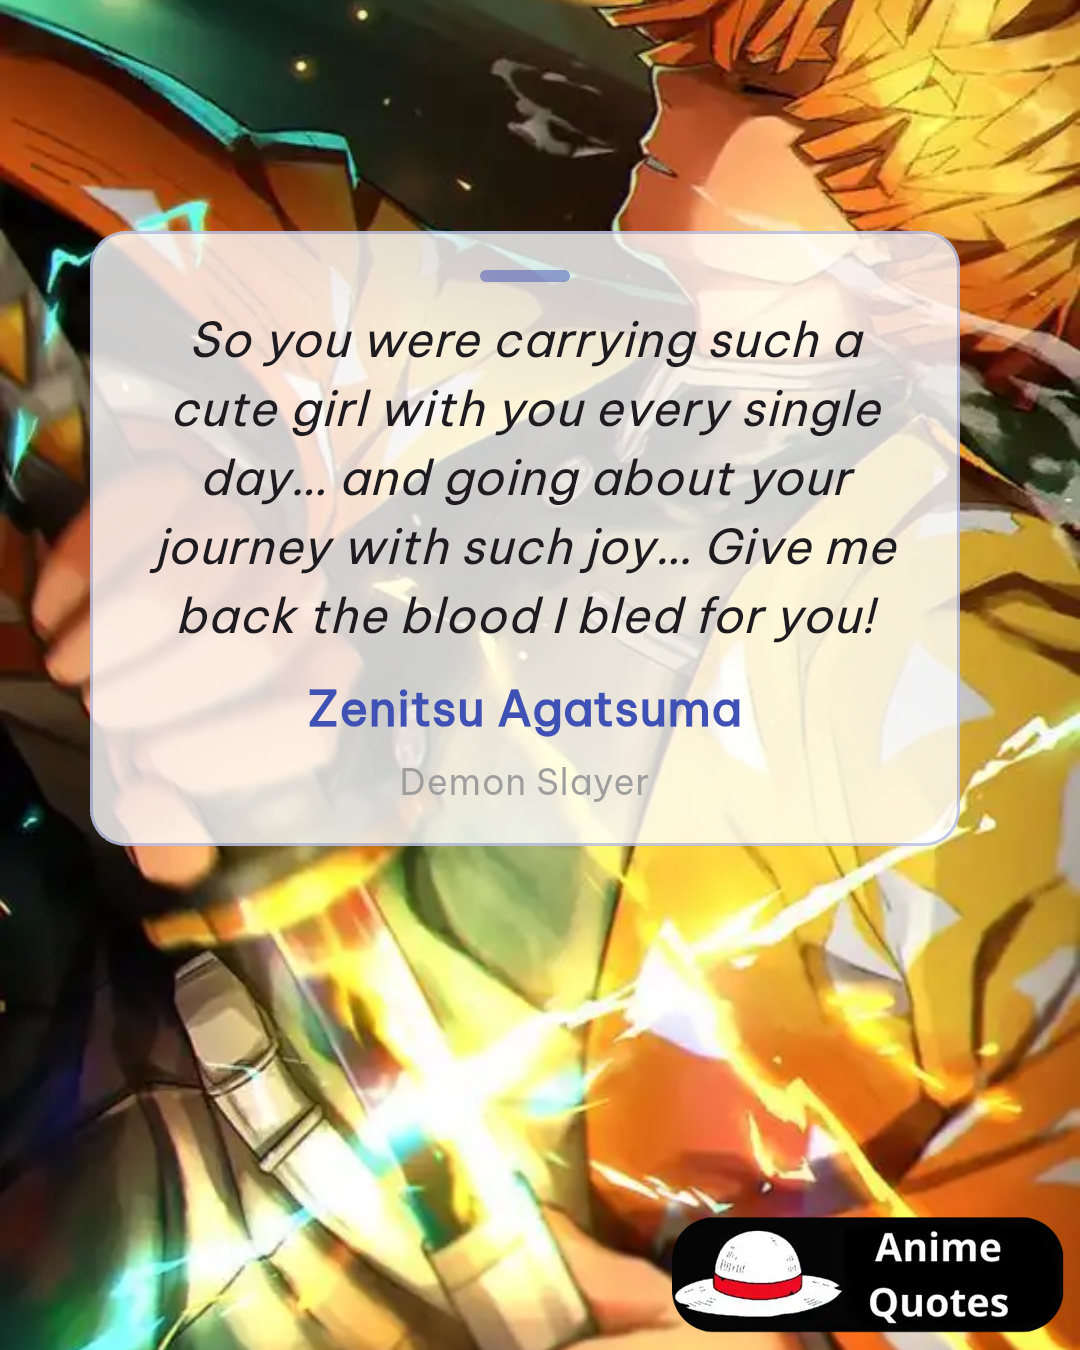 So you were carrying such a
cute girl with you every single
day... and going about your
journey with such joy... Give me
back the blood I bled for you!
Zenitsu Agatsuma
Demon Slayer
Anime
Quotes